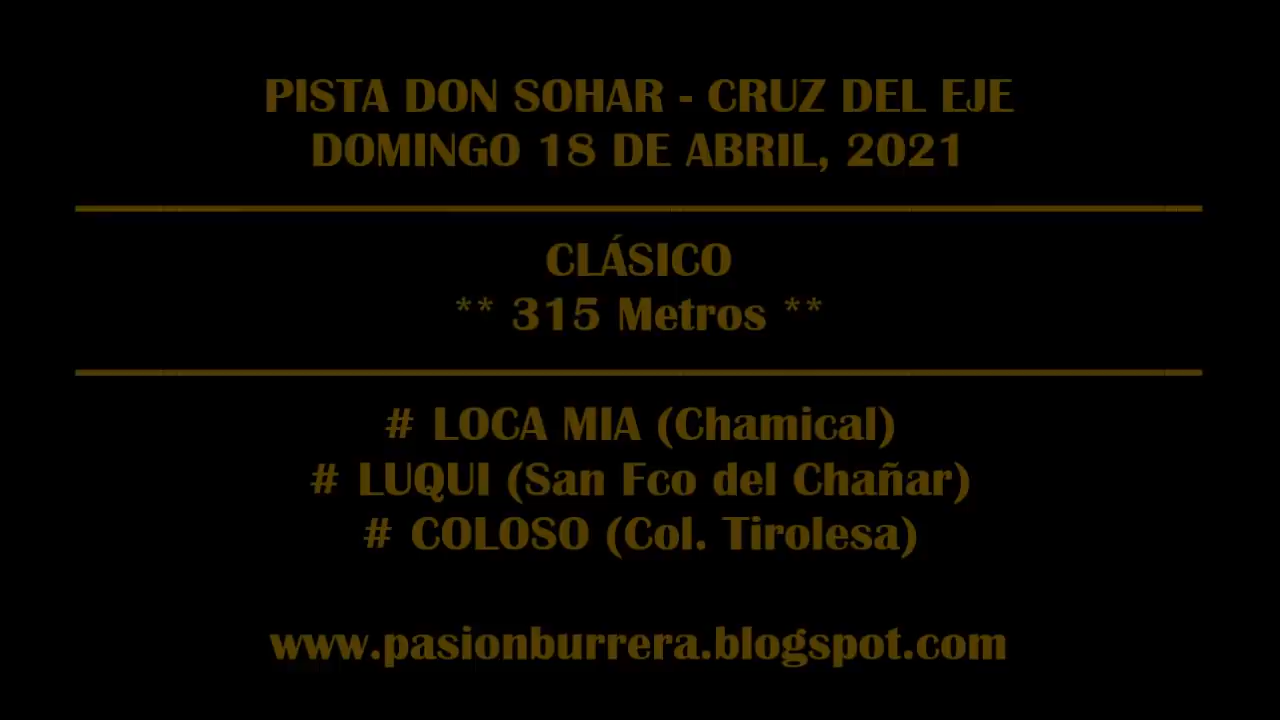 PISTA DON SOHAR - CRUZ DEL EJE
DOMINGO 18 DE ABRIL, 2021
CLÁSICO
** 315 Metros **
# LOCA MIA (Chamical)
# LUQUI (San Fco del Chañar)
# COLOSO (Col. Tirolesa)
www.pasionburrera.blogspot.com